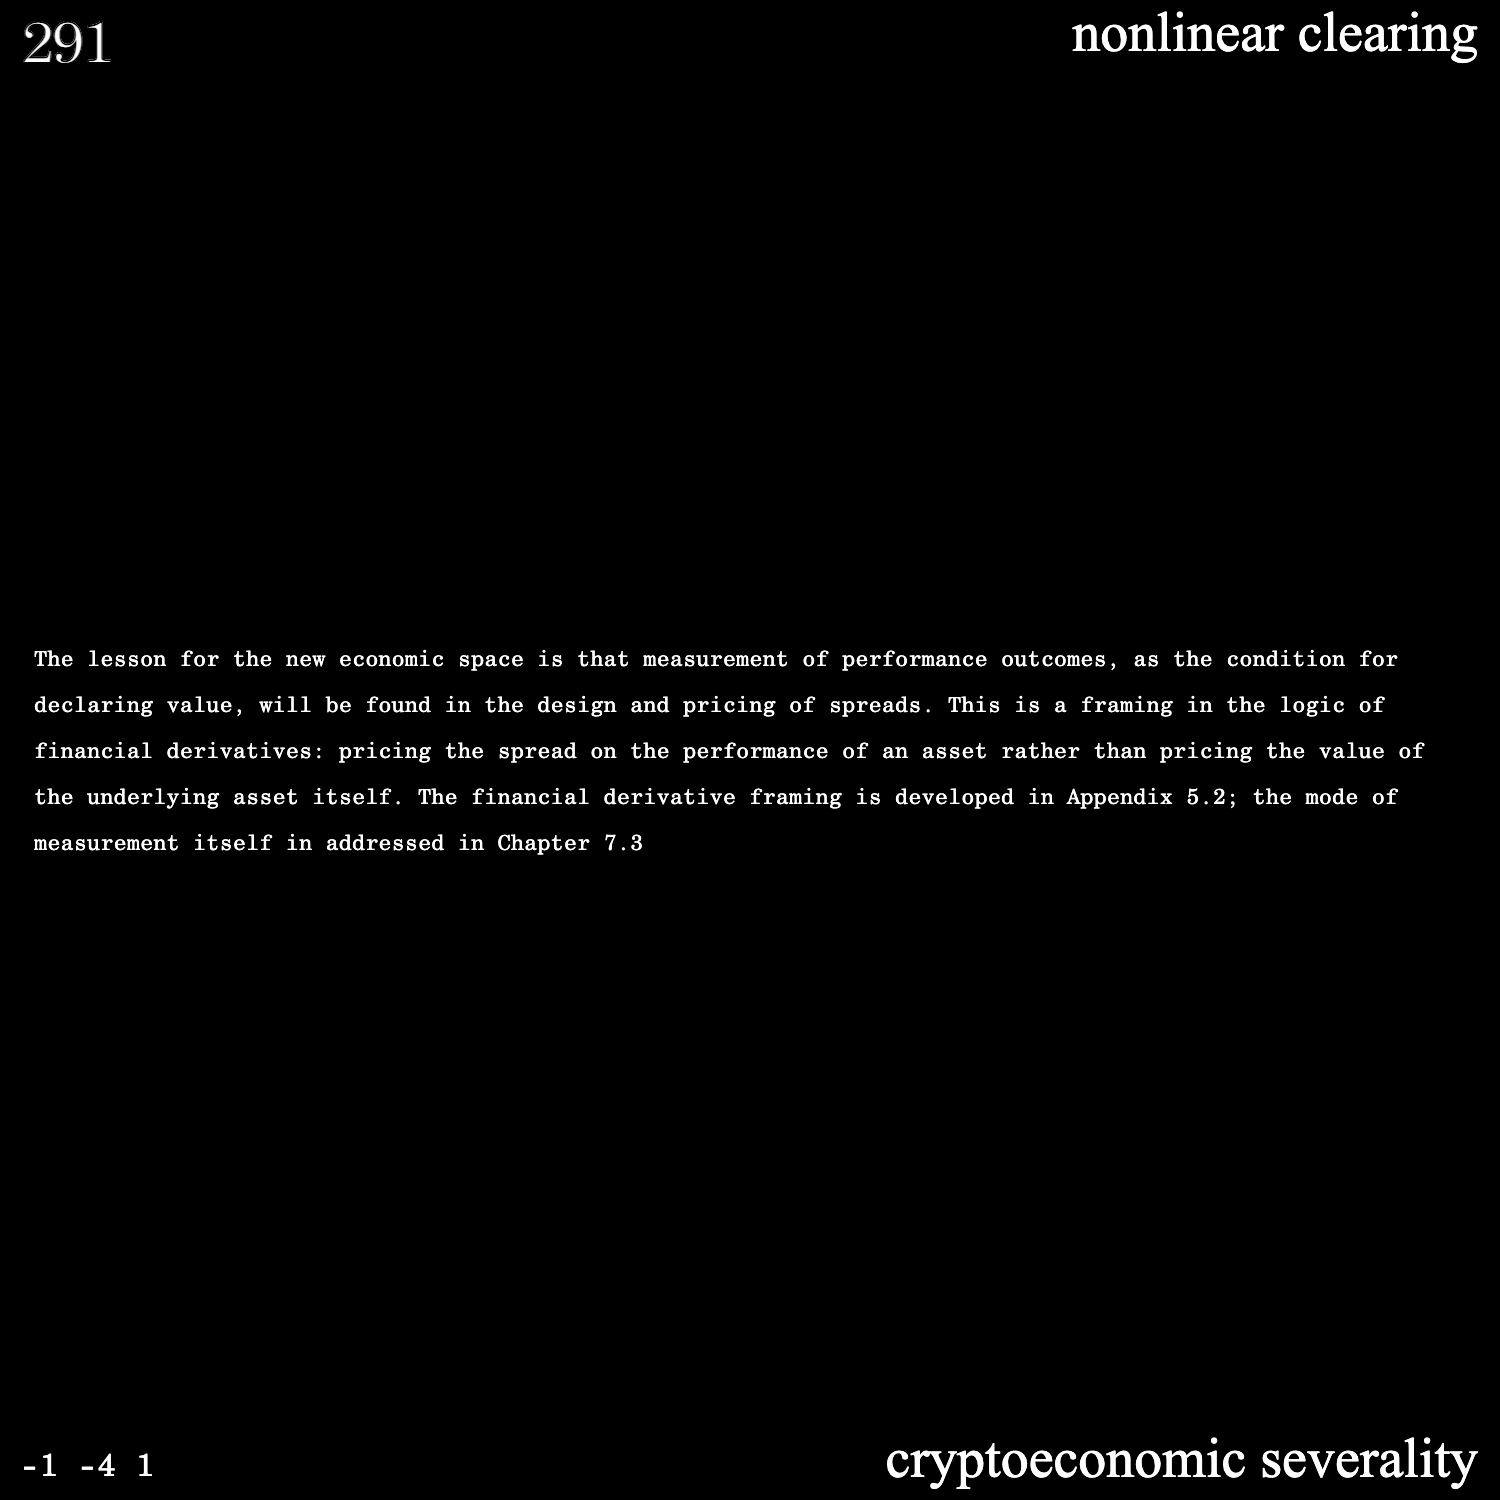 291
nonlinear clearing
The lesson for the new economic space is that measurement of performance outcomes, as the condition for
declaring value, will be found in the design and pricing of spreads. This is a framing in the logic of
financial derivatives: pricing the spread on the performance of an asset rather than pricing the value of
the underlying asset itself. The financial derivative framing is developed in Appendix 5.2; the mode of
measurement itself in addressed in Chapter 7.3
-1 -4 1
cryptoeconomic severality